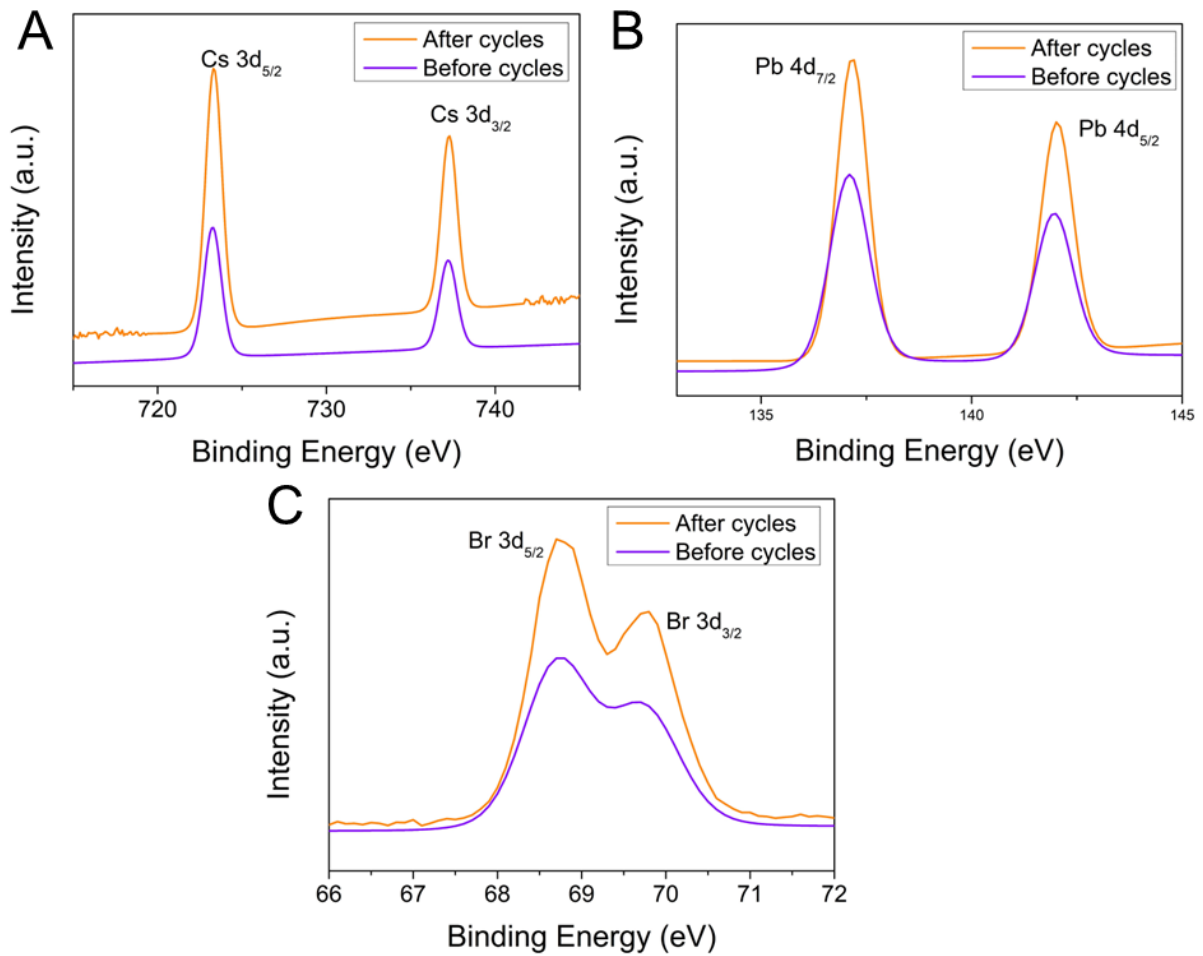 A
After cycles
Before cycles
Cs 3d5/2
Cs 3d3/2
Intensity (a.u.)
720 730 740
Binding Energy (eV)
B
After cycles
Before cycles
Pb 4d7/2
Pb 4d5/2
Intensity (a.u.)
135 140 145
Binding Energy (eV)
C
After cycles
Before cycles
Br 3d5/2
Br 3d3/2
Intensity (a.u.)
66 67 68 69 70 71 72
Binding Energy (eV)